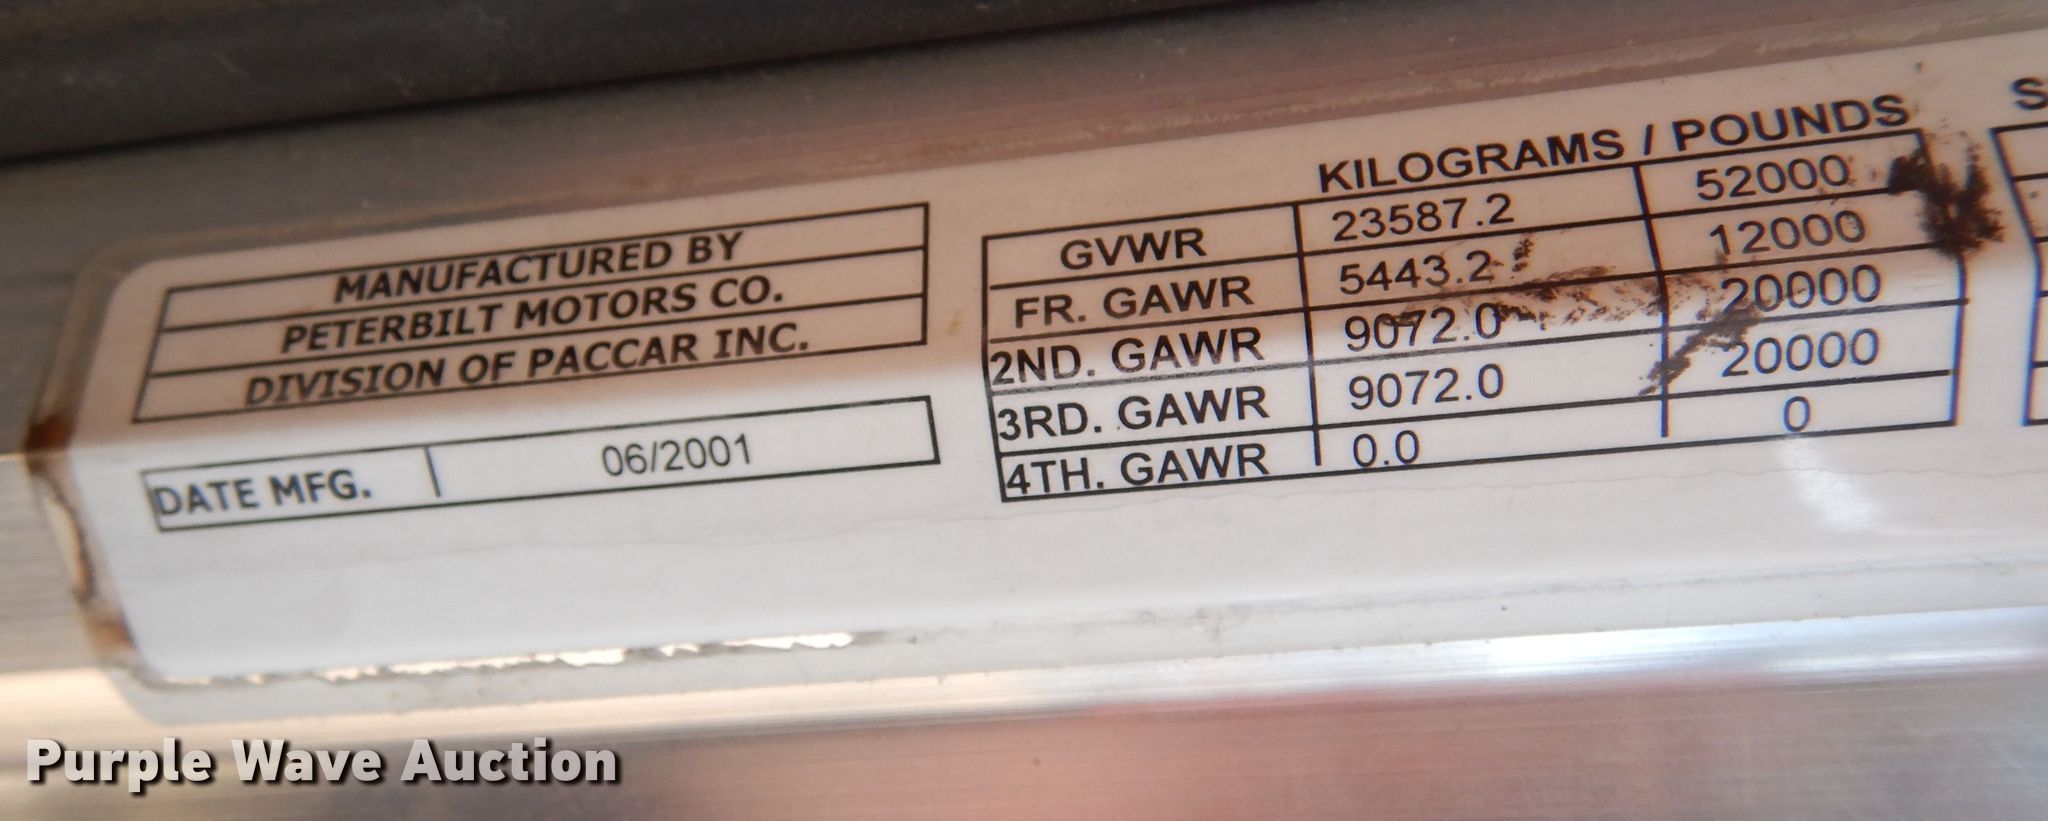 MANUFACTURED BY
PETERBILT MOTORS CO.
DIVISION OF PACCAR INC.
DATE MFG. 06/2001
KILOGRAMS / POUNDS
GVWR 23587.2 52000
FR. GAWR 5443.2 12000
2ND. GAWR 9072.0 20000
3RD. GAWR 9072.0 20000
4TH. GAWR 0.0 0
Purple Wave Auction